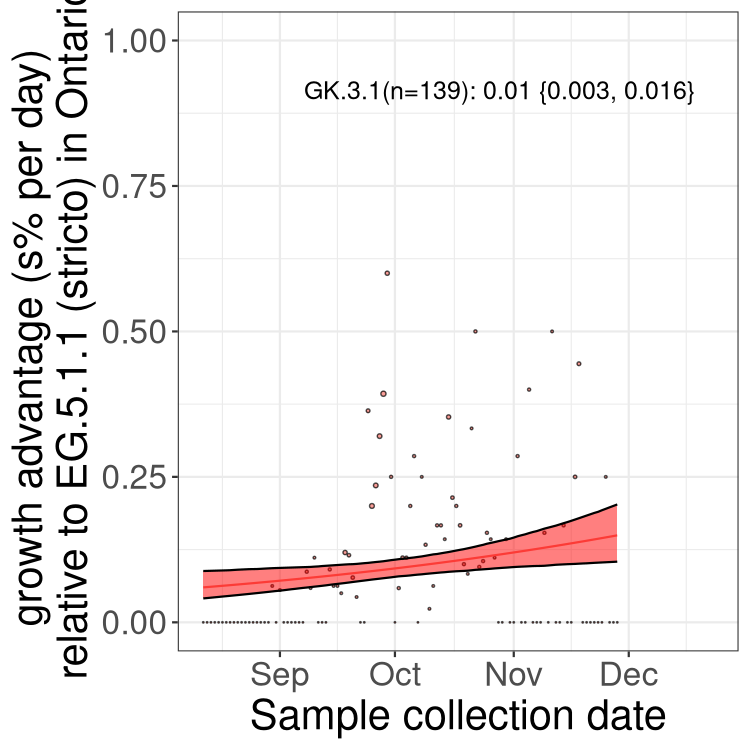 growth advantage (s% per day)
relative to EG.5.1.1 (stricto) in Ontario
1.00
GK.3.1(n=139): 0.01 {0.003, 0.016}
0.75
0.50
0.25
0.00
Sep Oct Nov Dec
Sample collection date